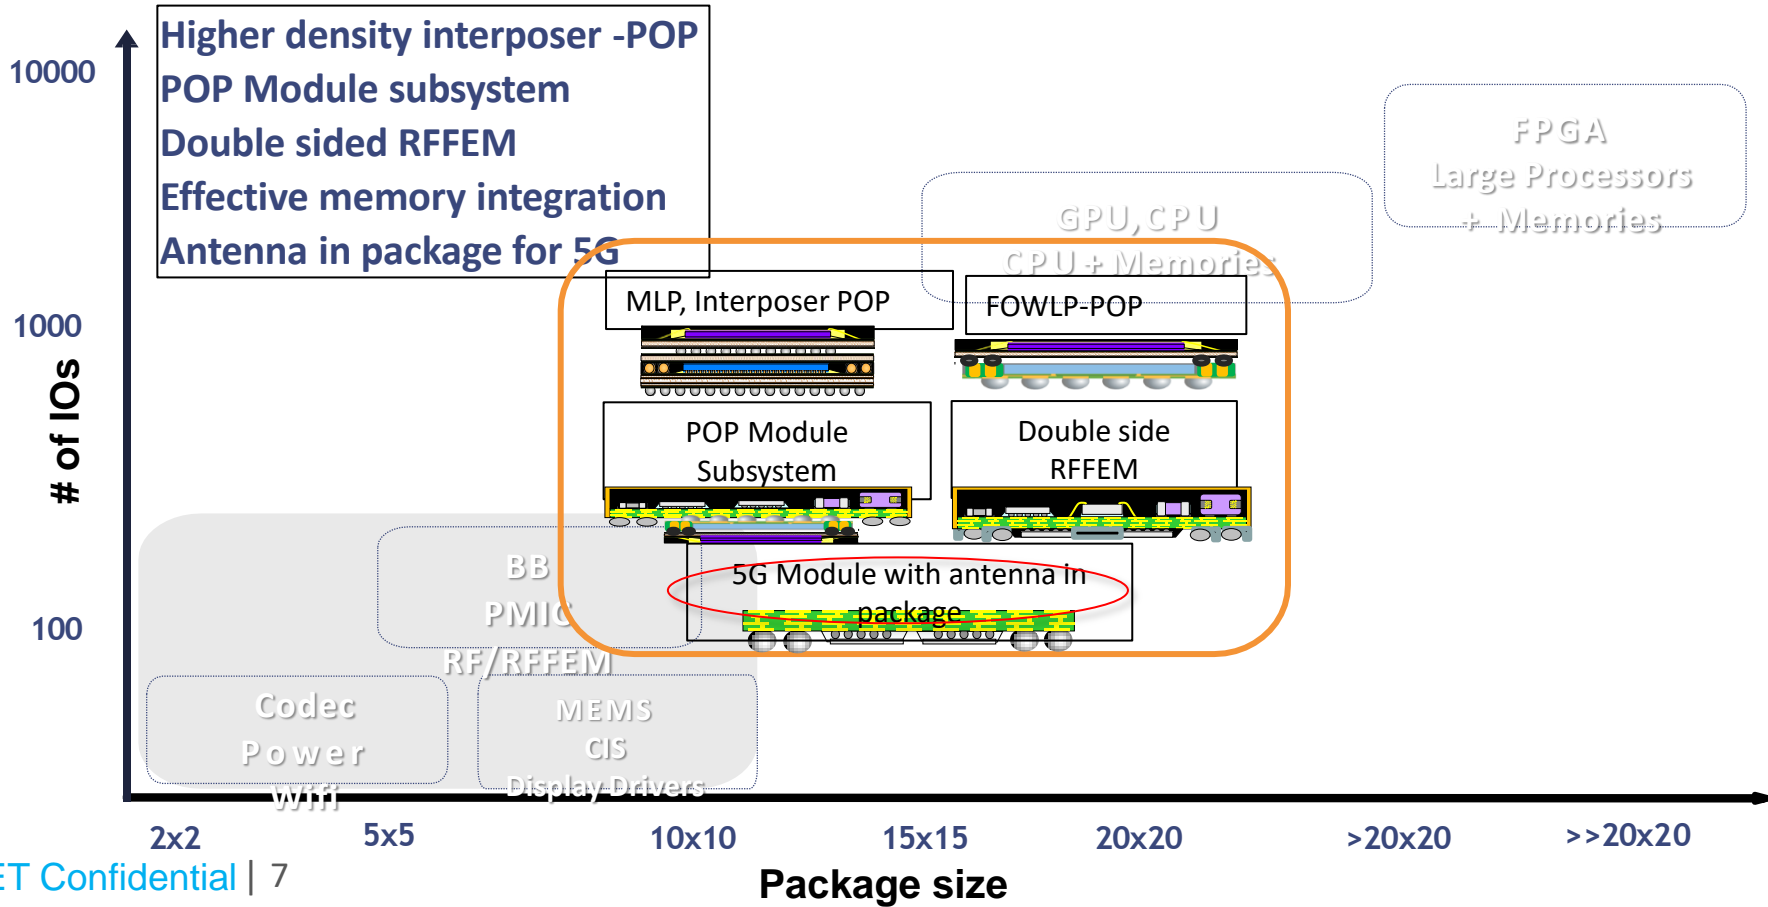 Higher density interposer -POP
POP Module subsystem
Double sided RFFEM
Effective memory integration
Antenna in package for 5G
10000
1000
100
# of IOs
FPGA
Large Processors
+ Memories
GPU,CPU
CPU + Memories
MLP, Interposer POP
FOWLP-POP
POP Module
Subsystem
Double side
RFFEM
5G Module with antenna in
package
BB
PMIC
RF/RFFEM
Codec
Power
Wifi
MEMS
CIS
Display Drivers
2x2
5x5
10x10
15x15
20x20
>20x20
>>20x20
Package size
ET Confidential | 7